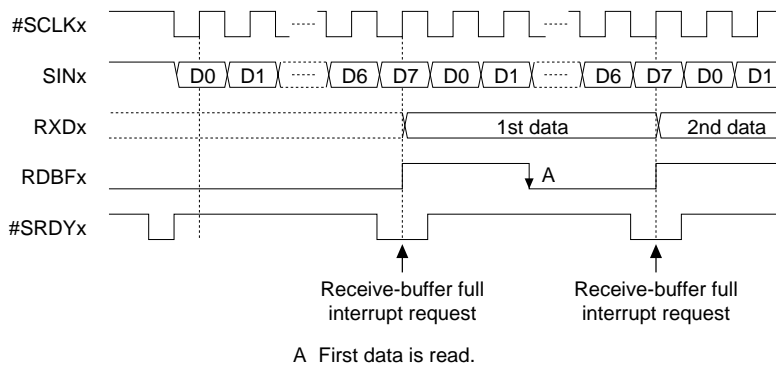 #SCLKx
SINx D0 D1 D6 D7 D0 D1 D6 D7 D0 D1
RXDx 1st data 2nd data
RDBFx A
#SRDYx
Receive-buffer full Receive-buffer full
interrupt request interrupt request
A First data is read.